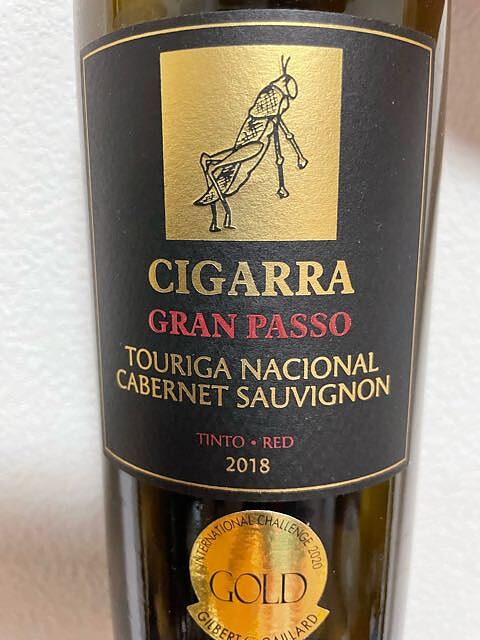 CIGARRA
GRAN PASSO
TOURIGA NACIONAL
CABERNET SAUVIGNON
TINTO • RED
2018
INTERNATIONAL CHALLENGE 2020
GOLD
GILBERT & GAILLARD